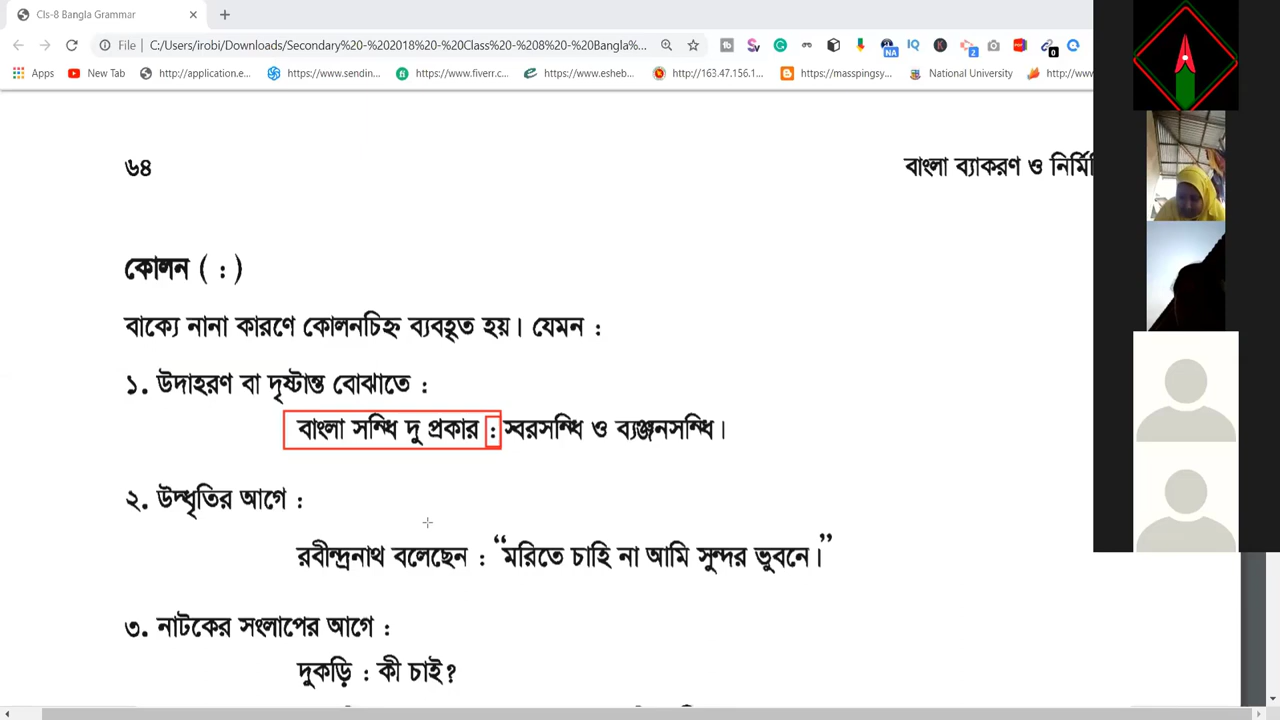 Cls-8 Bangla Grammar
File | C:/Users/irobi/Downloads/Secondary%20-%202018%20-%20Class%20-%208%20-%20Bangla%...
Apps New Tab http://application.e... https://www.sendin... https://www.fiverr.c... https://www.esheb... http://163.47.156.1... https://masspingsy... National University http://www
৬৪ বাংলা ব্যাকরণ ও নির্মি
কোলন ( : )
বাক্যে নানা কারণে কোলনচিহ্ন ব্যবহৃত হয়। যেমন :
১. উদাহরণ বা দৃষ্টান্ত বোঝাতে :
বাংলা সন্ধি দু প্রকার : স্বরসন্ধি ও ব্যঞ্জনসন্ধি।
২. উদ্ধৃতির আগে :
রবীন্দ্রনাথ বলেছেন : “মরিতে চাহি না আমি সুন্দর ভুবনে।”
৩. নাটকের সংলাপের আগে :
দুকড়ি : কী চাই?